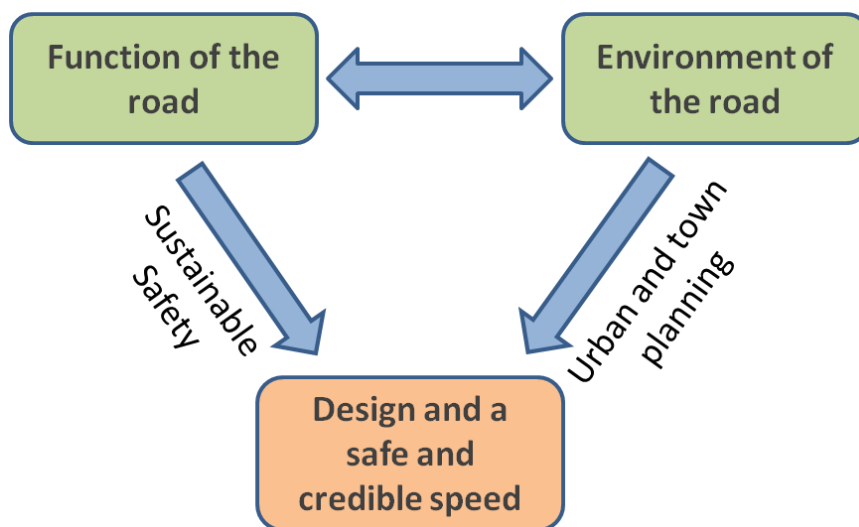 Function of the
road
Environment of
the road
Sustainable
Safety
Urban and town
planning
Design and a
safe and
credible speed